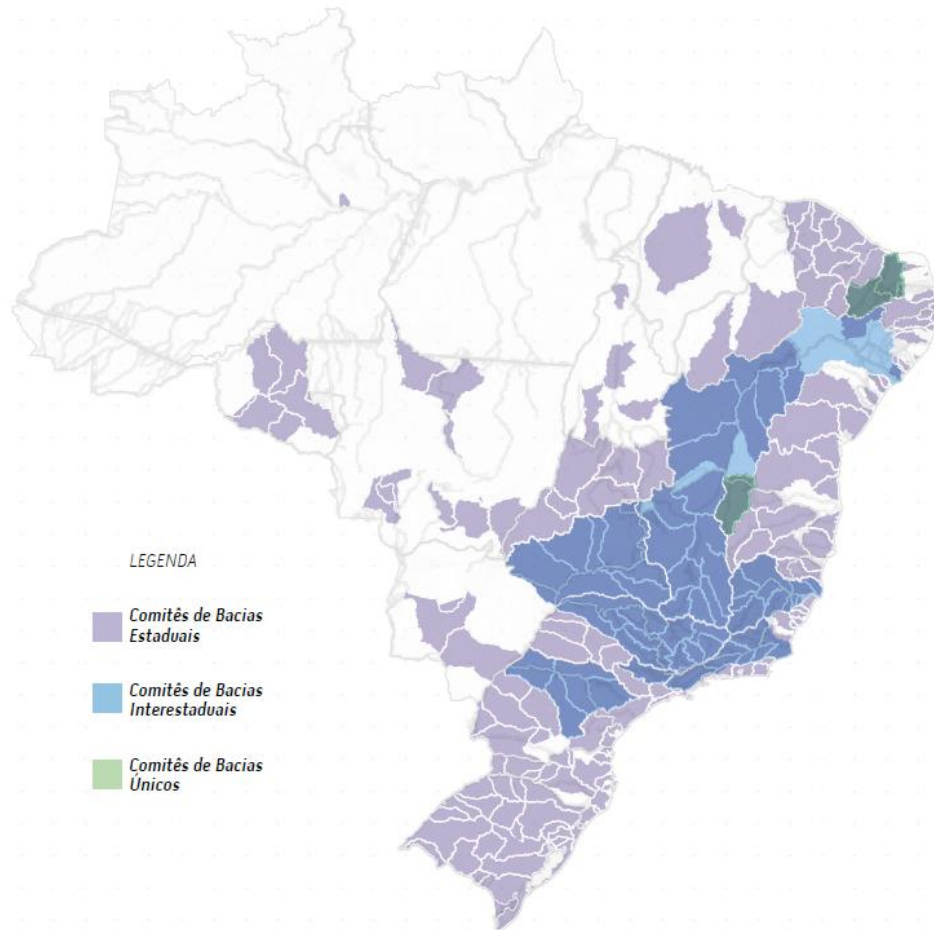 LEGENDA
Comitês de Bacias
Estaduais
Comitês de Bacias
Interestaduais
Comitês de Bacias
Únicos